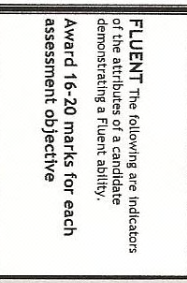 FLUENT The following are indicators
of the attributes of a candidate
demonstrating a Fluent ability.
Award 16-20 marks for each
assessment objective